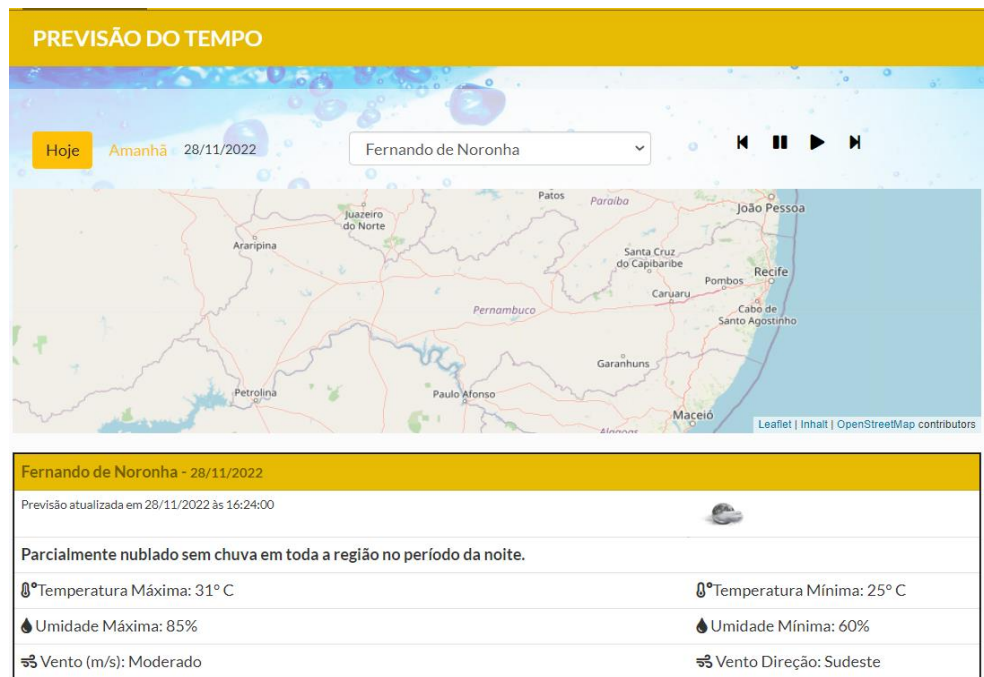 PREVISÃO DO TEMPO
Hoje Amanhã 28/11/2022 Fernando de Noronha
Patos Paraíba João Pessoa
Juazeiro
do Norte
Araripina
Santa Cruz
do Capibaribe
Recife
Pombos
Caruaru
Pernambuco
Cabo de
Santo Agostinho
Garanhuns
Petrolina
Paulo Afonso
Maceió
Alagoas
Leaflet | Inhalt | OpenStreetMap contributors
Fernando de Noronha - 28/11/2022
Previsão atualizada em 28/11/2022 às 16:24:00
Parcialmente nublado sem chuva em toda a região no período da noite.
Temperatura Máxima: 31° C Temperatura Mínima: 25° C
Umidade Máxima: 85% Umidade Mínima: 60%
Vento (m/s): Moderado Vento Direção: Sudeste